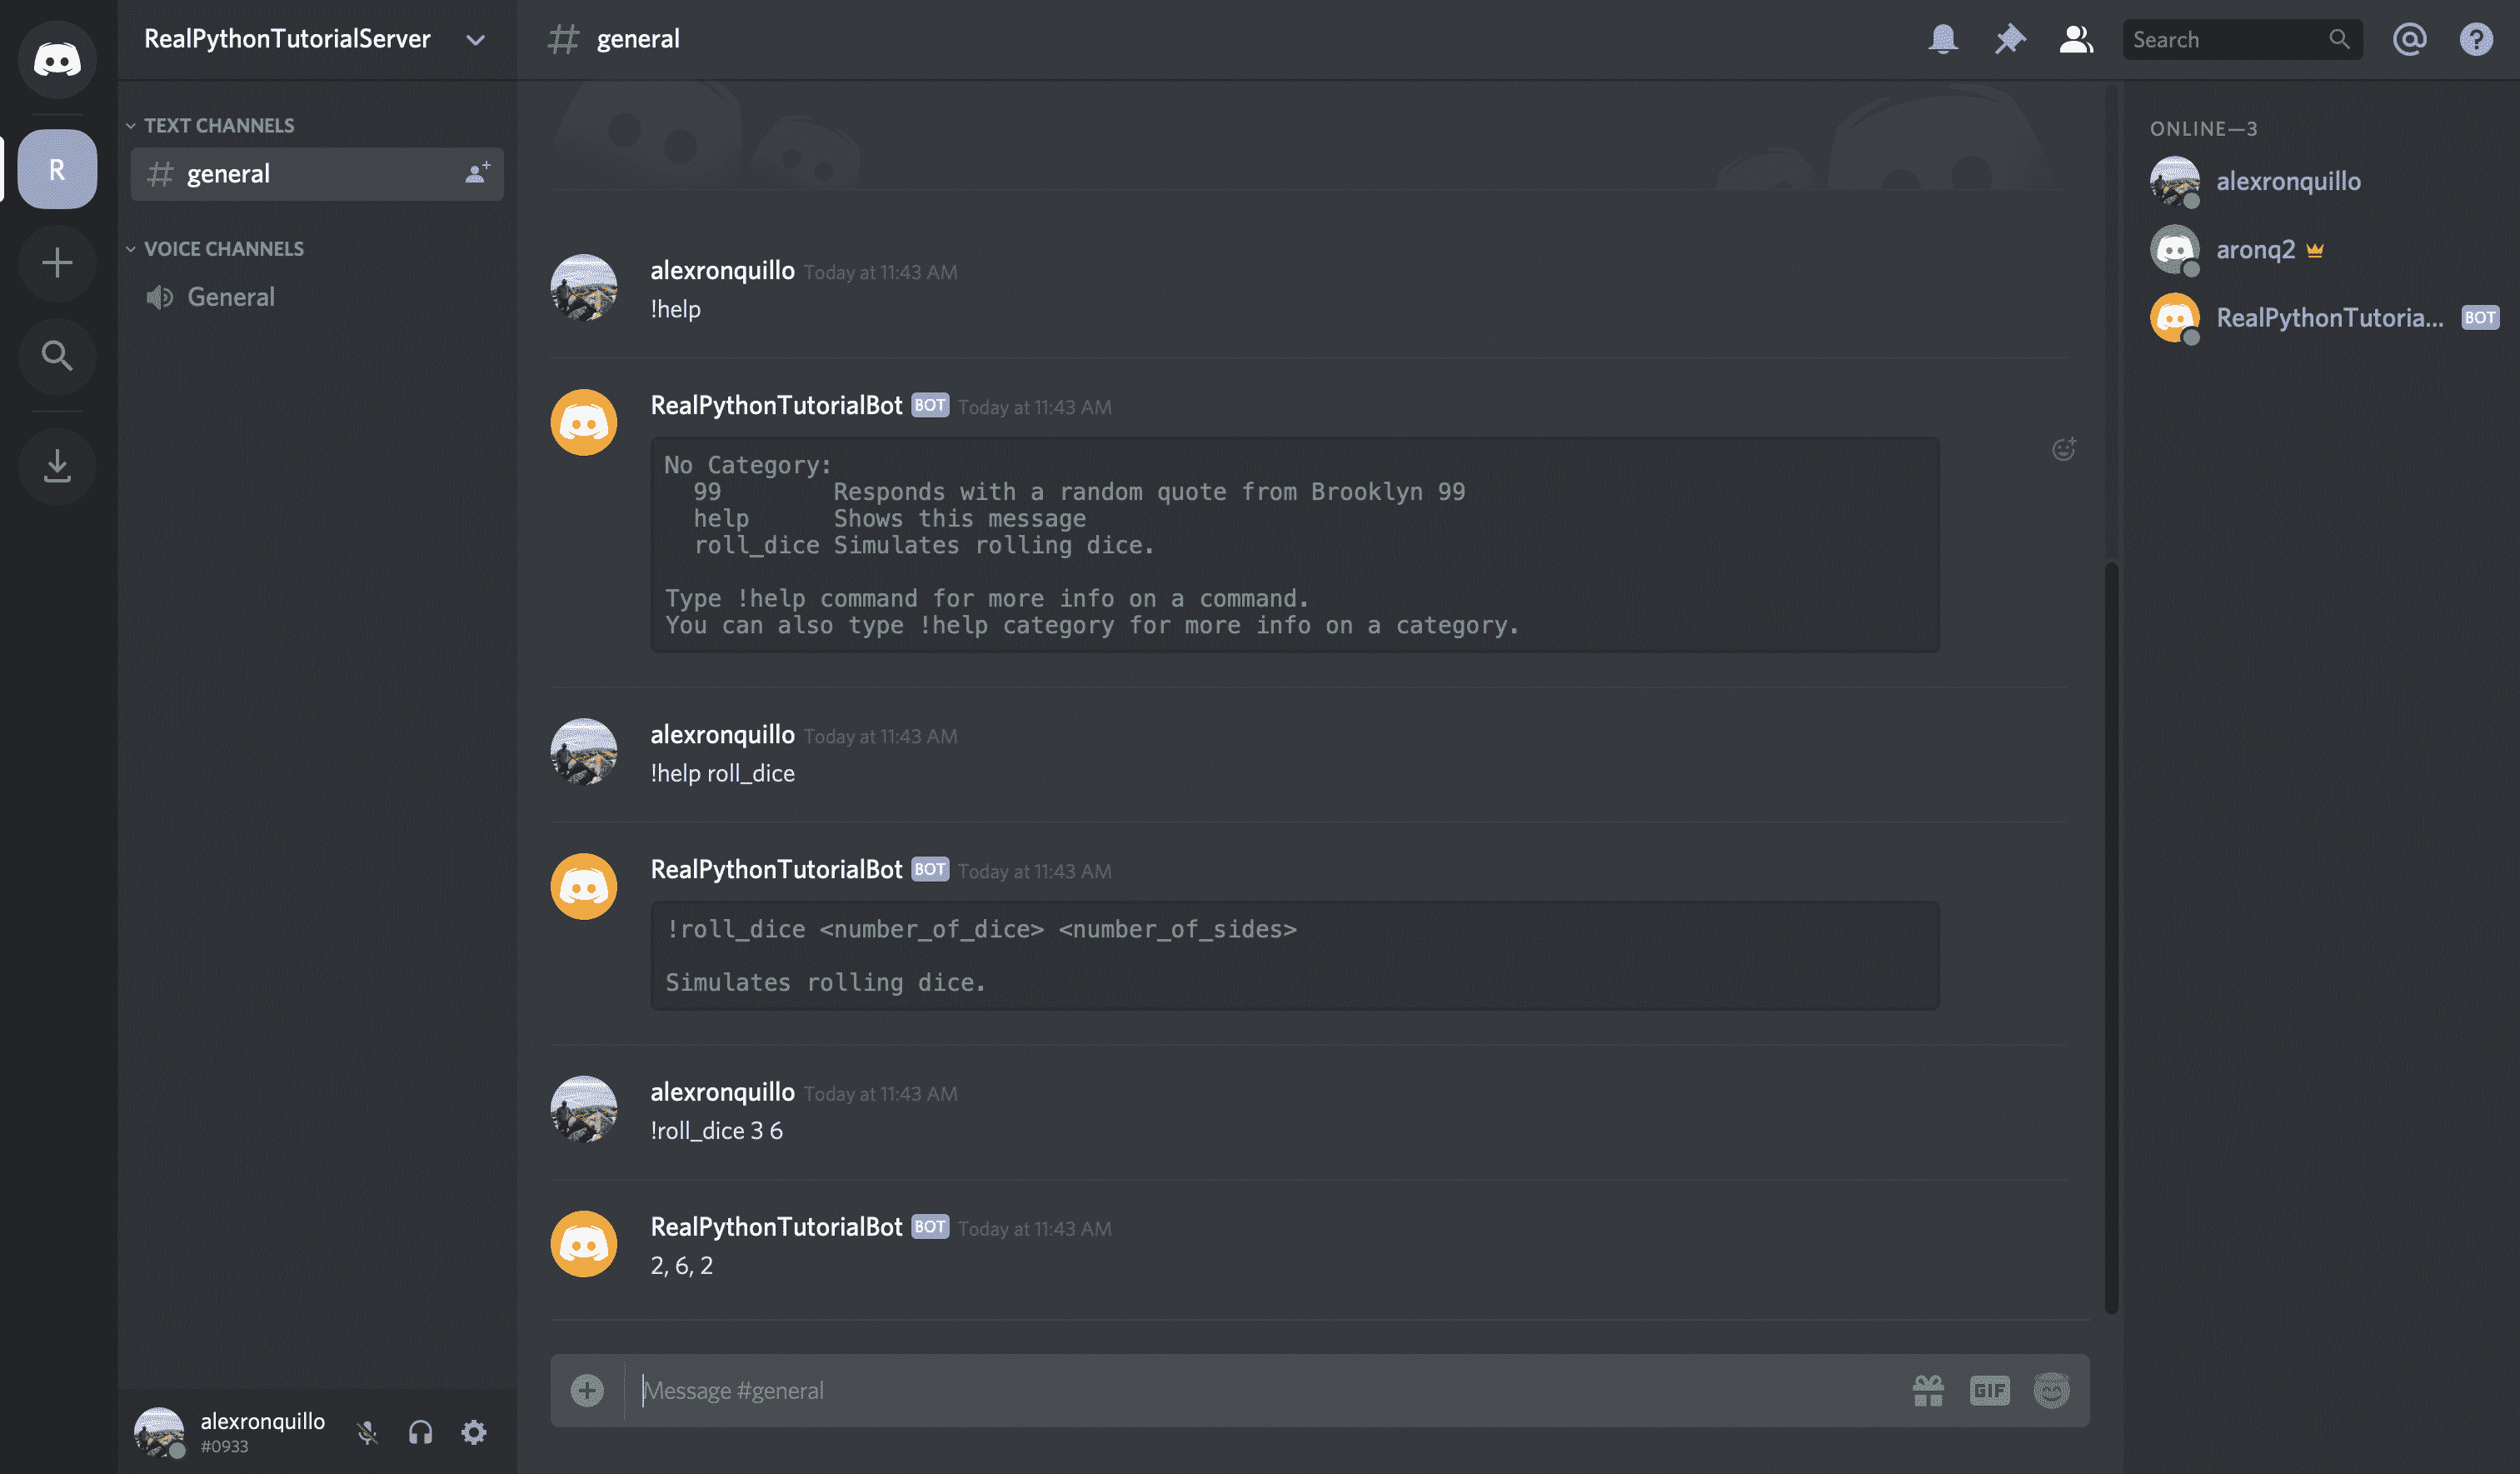 RealPythonTutorialServer
TEXT CHANNELS
general
VOICE CHANNELS
General
R
alexronquillo
#0933
# general
Search
alexronquillo Today at 11:43 AM
!help
RealPythonTutorialBot BOT Today at 11:43 AM
No Category:
  99        Responds with a random quote from Brooklyn 99
  help      Shows this message
  roll_dice Simulates rolling dice.
Type !help command for more info on a command.
You can also type !help category for more info on a category.
alexronquillo Today at 11:43 AM
!help roll_dice
RealPythonTutorialBot BOT Today at 11:43 AM
!roll_dice <number_of_dice> <number_of_sides>
Simulates rolling dice.
alexronquillo Today at 11:43 AM
!roll_dice 3 6
RealPythonTutorialBot BOT Today at 11:43 AM
2, 6, 2
Message #general
GIF
ONLINE—3
alexronquillo
aronq2
RealPythonTutoria... BOT